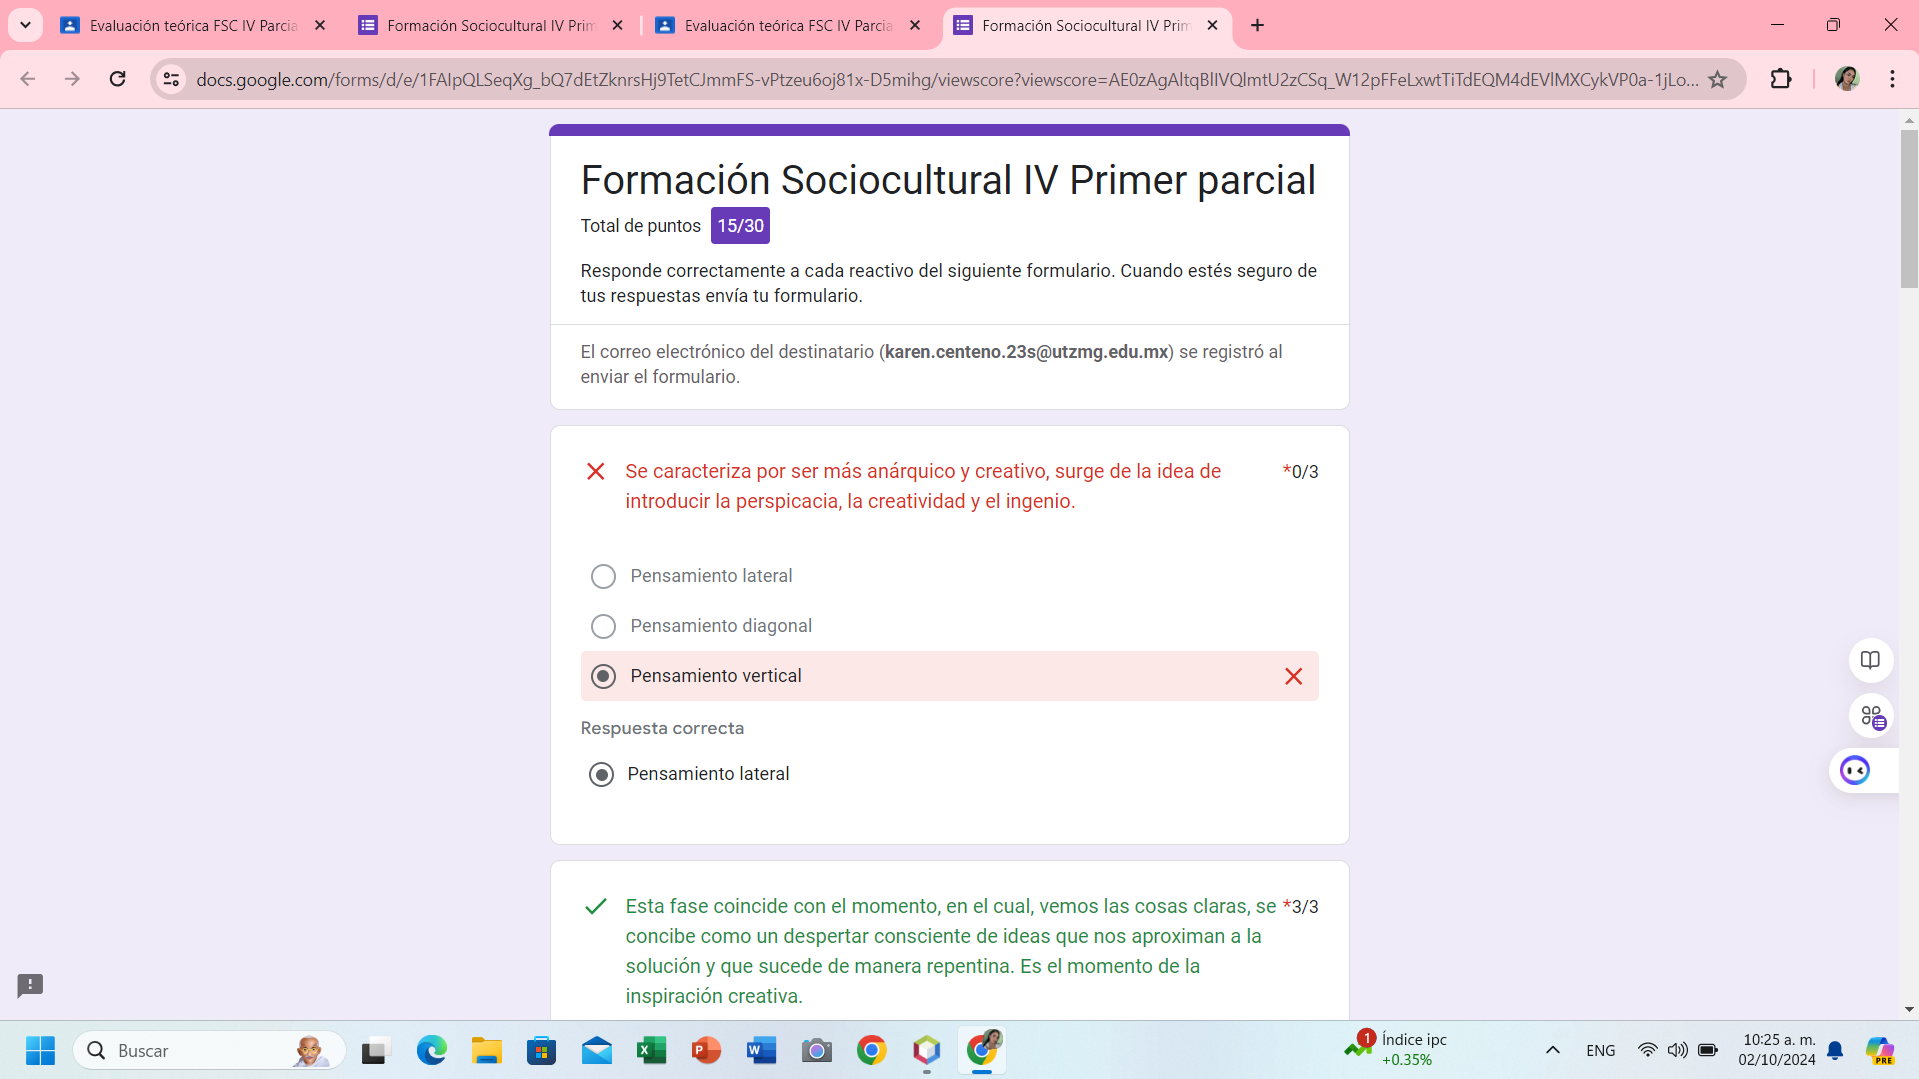 Evaluación teórica FSC IV Parcia
Formación Sociocultural IV Prim
Evaluación teórica FSC IV Parcia
Formación Sociocultural IV Prim
docs.google.com/forms/d/e/1FAIpQLSeqXg_bQ7dEtZknrsHj9TetCJmmFS-vPtzeu6oj81x-D5mihg/viewscore?viewscore=AE0zAgAltqBlIVQlmtU2zCSq_W12pFFeLxwtTiTdEQM4dEVlMXCykVP0a-1jLo...
Formación Sociocultural IV Primer parcial
Total de puntos 15/30
Responde correctamente a cada reactivo del siguiente formulario. Cuando estés seguro de
tus respuestas envía tu formulario.
El correo electrónico del destinatario (karen.centeno.23s@utzmg.edu.mx) se registró al
enviar el formulario.
Se caracteriza por ser más anárquico y creativo, surge de la idea de *0/3
introducir la perspicacia, la creatividad y el ingenio.
Pensamiento lateral
Pensamiento diagonal
Pensamiento vertical
Respuesta correcta
Pensamiento lateral
Esta fase coincide con el momento, en el cual, vemos las cosas claras, se *3/3
concibe como un despertar consciente de ideas que nos aproximan a la
solución y que sucede de manera repentina. Es el momento de la
inspiración creativa.
Buscar
1
Índice ipc
+0.35%
ENG
10:25 a. m.
02/10/2024
PRE